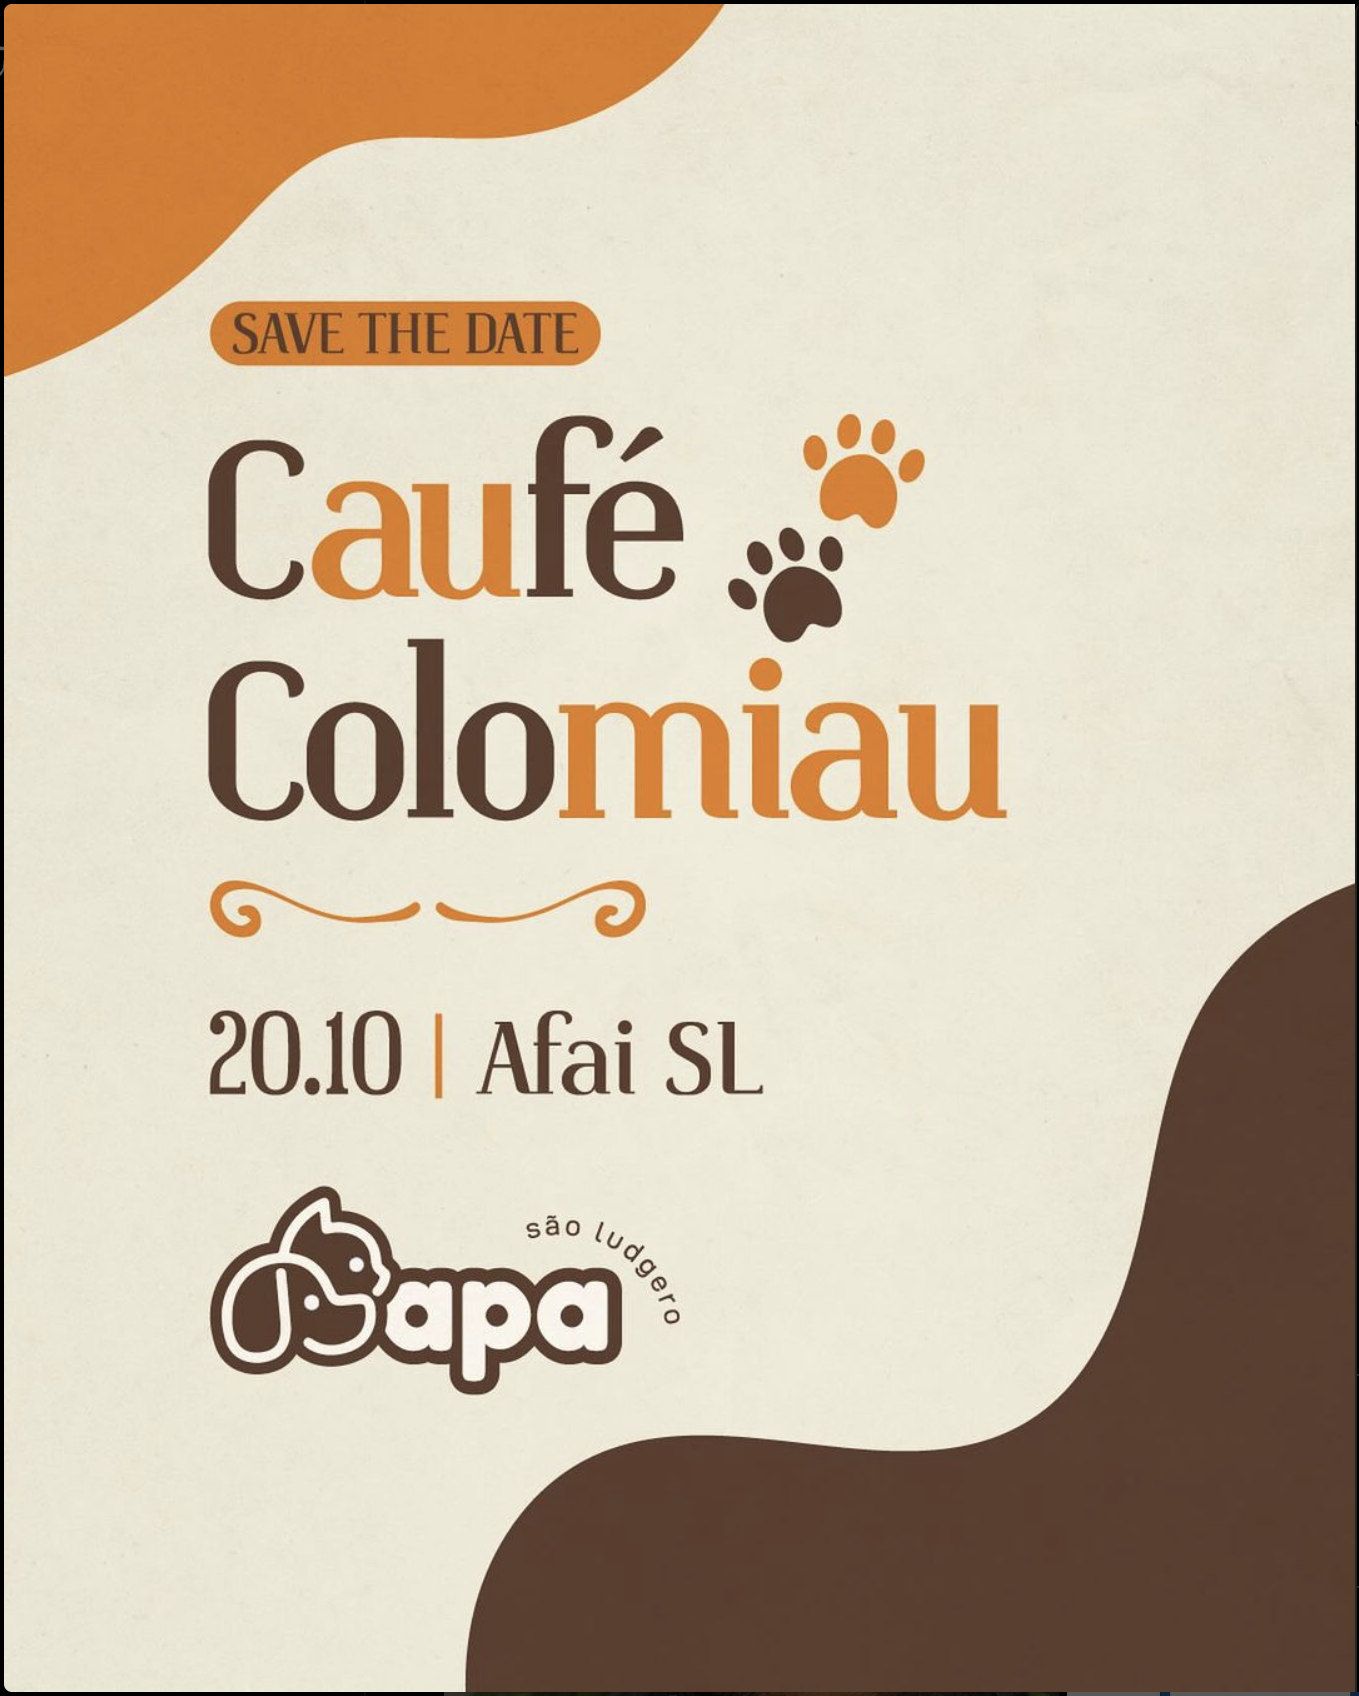 SAVE THE DATE
Caufé
Colomiau
20.10 | Afai SL
apa
são ludgero